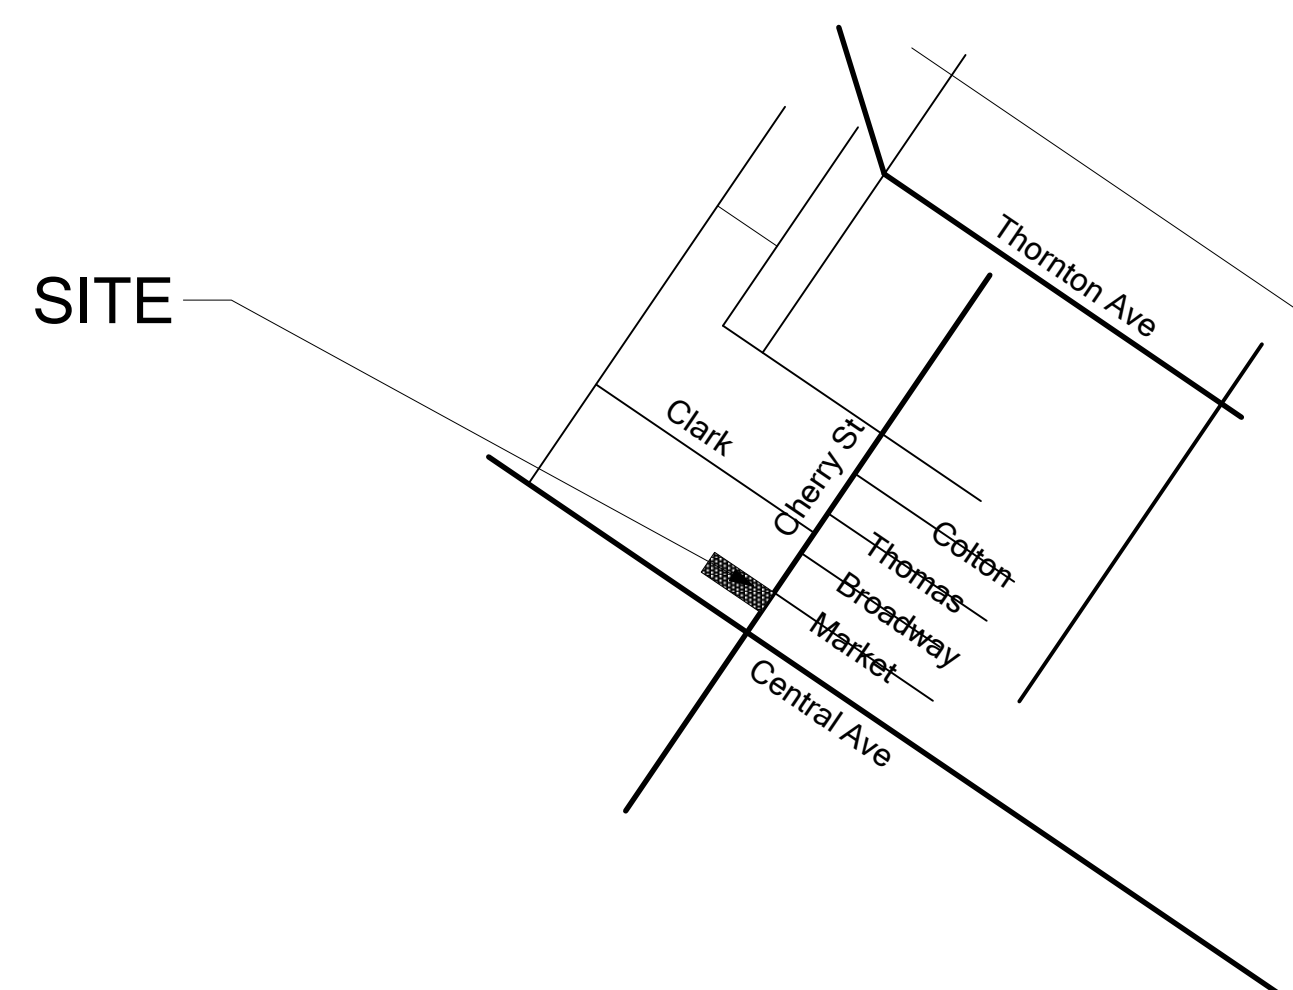 Thornton Ave
SITE
Clark
Cherry St
Colton
Thomas
Broadway
Market
Central Ave